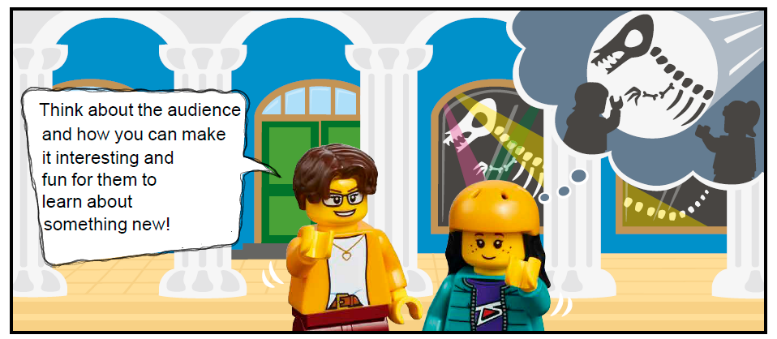 Think about the audience
and how you can make
it interesting and
fun for them to
learn about
something new!